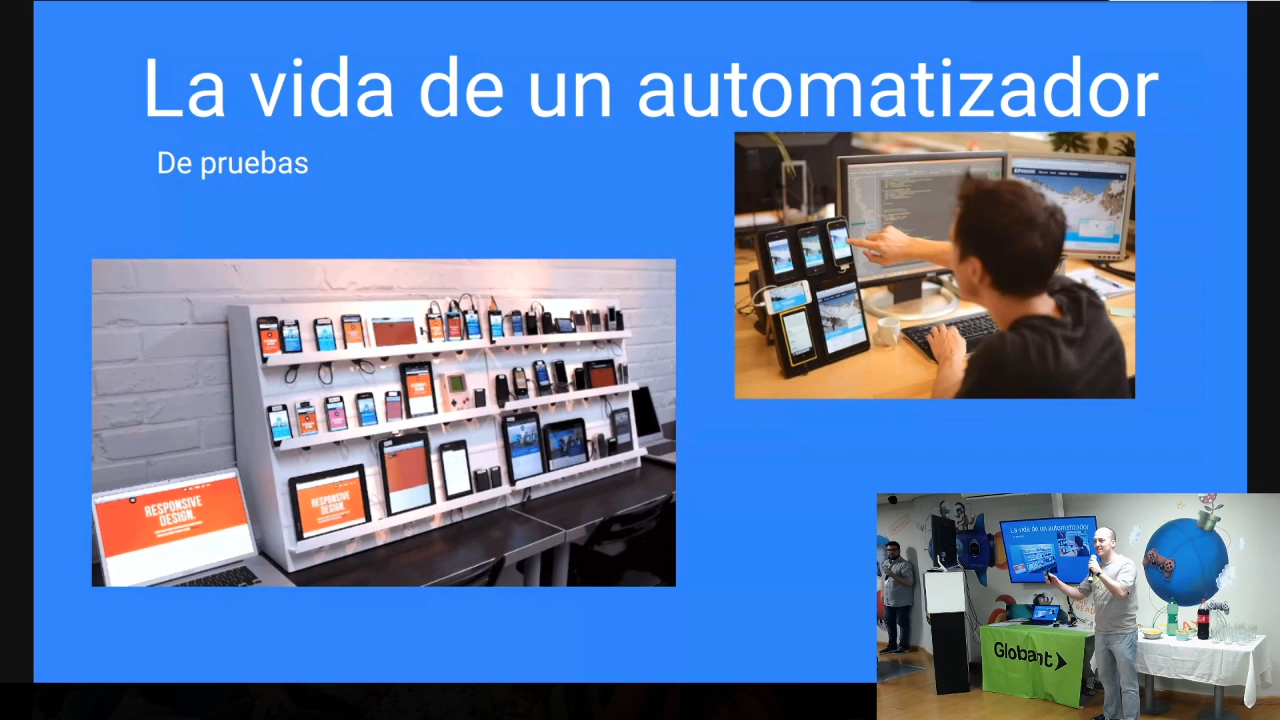 La vida de un automatizador
De pruebas
RESPONSIVE
DESIGN.
RESPONSIVE
DESIGN.
La vida de un automatizador
Globant